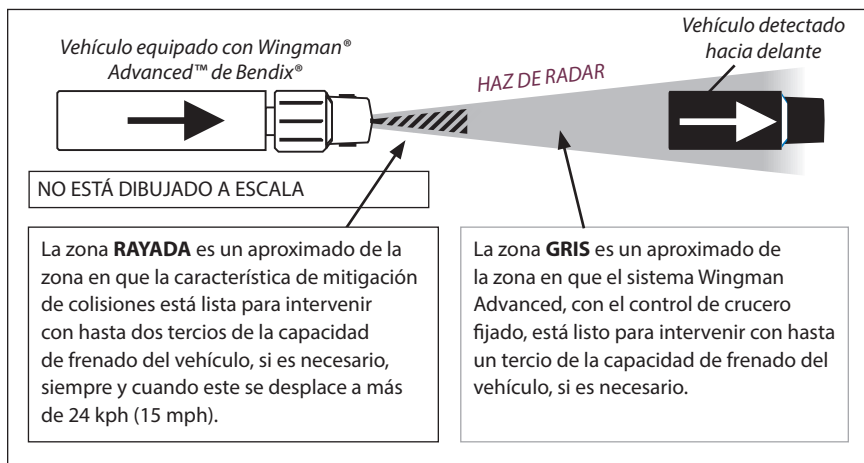 Vehículo equipado con Wingman®
Advanced™ de Bendix®
HAZ DE RADAR
Vehículo detectado
hacia delante
NO ESTÁ DIBUJADO A ESCALA
La zona RAYADA es un aproximado de la
zona en que la característica de mitigación
de colisiones está lista para intervenir
con hasta dos tercios de la capacidad
de frenado del vehículo, si es necesario,
siempre y cuando este se desplace a más
de 24 kph (15 mph).
La zona GRIS es un aproximado de
la zona en que el sistema Wingman
Advanced, con el control de crucero
fijado, está listo para intervenir con hasta
un tercio de la capacidad de frenado del
vehículo, si es necesario.